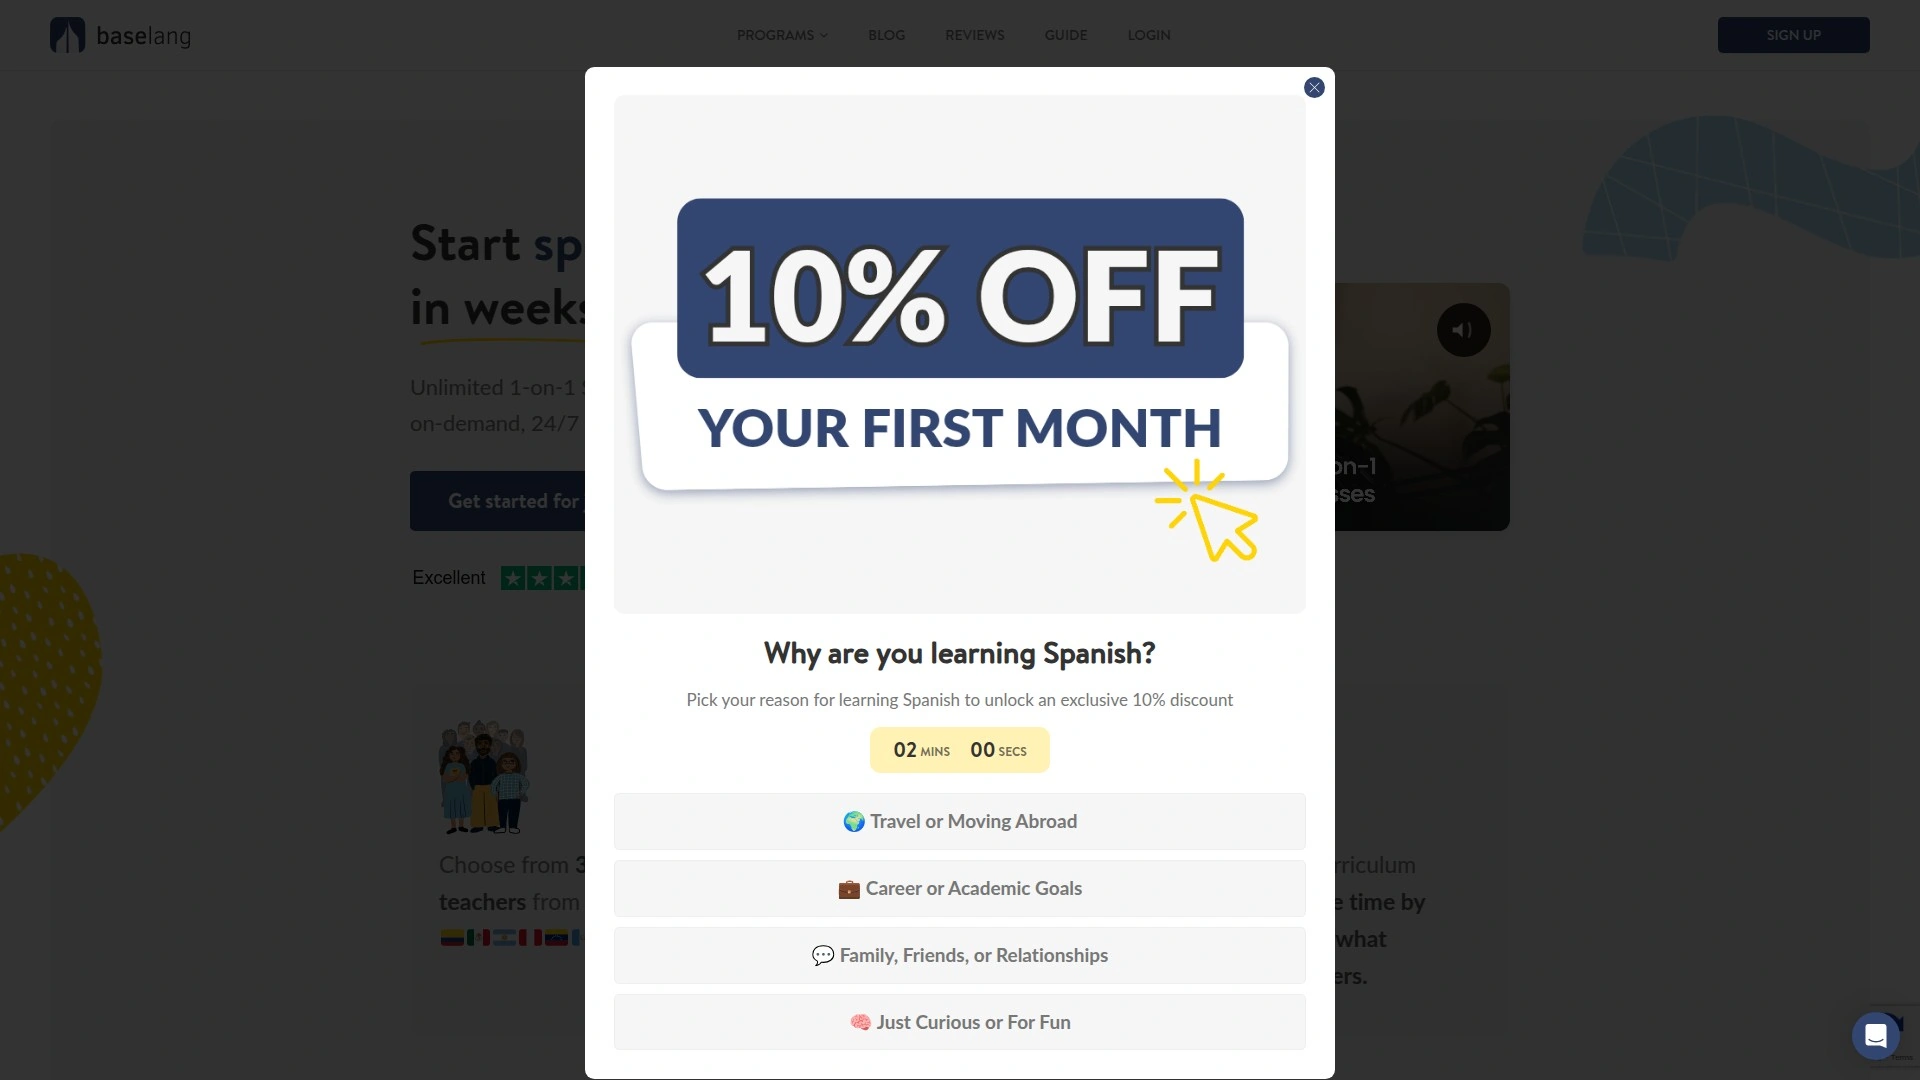 baselang
PROGRAMS
BLOG
REVIEWS
GUIDE
LOGIN
SIGN UP
Start sp
in weeks
Unlimited 1-on-1
on-demand, 24/7
Get started for
Excellent
on-1
sses
Choose from 3
teachers from
rriculum
e time by
what
ers.
10% OFF
YOUR FIRST MONTH
Why are you learning Spanish?
Pick your reason for learning Spanish to unlock an exclusive 10% discount
02 MINS 00 SECS
🌍 Travel or Moving Abroad
💼 Career or Academic Goals
💬 Family, Friends, or Relationships
🧠 Just Curious or For Fun
Terms